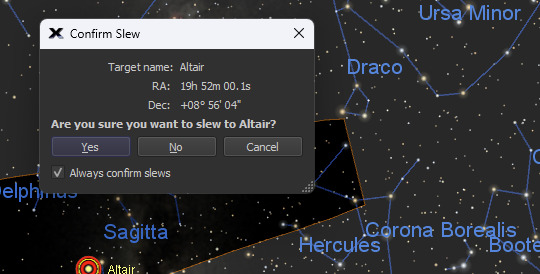 Confirm Slew
Target name: Altair
RA: 19h 52m 00.1s
Dec: +08° 56' 04"
Are you sure you want to slew to Altair?
Yes No Cancel
Always confirm slews
Ursa Minor
Draco
Delphinus
Sagitta
Hercules
Corona Borealis
Boote
Altair